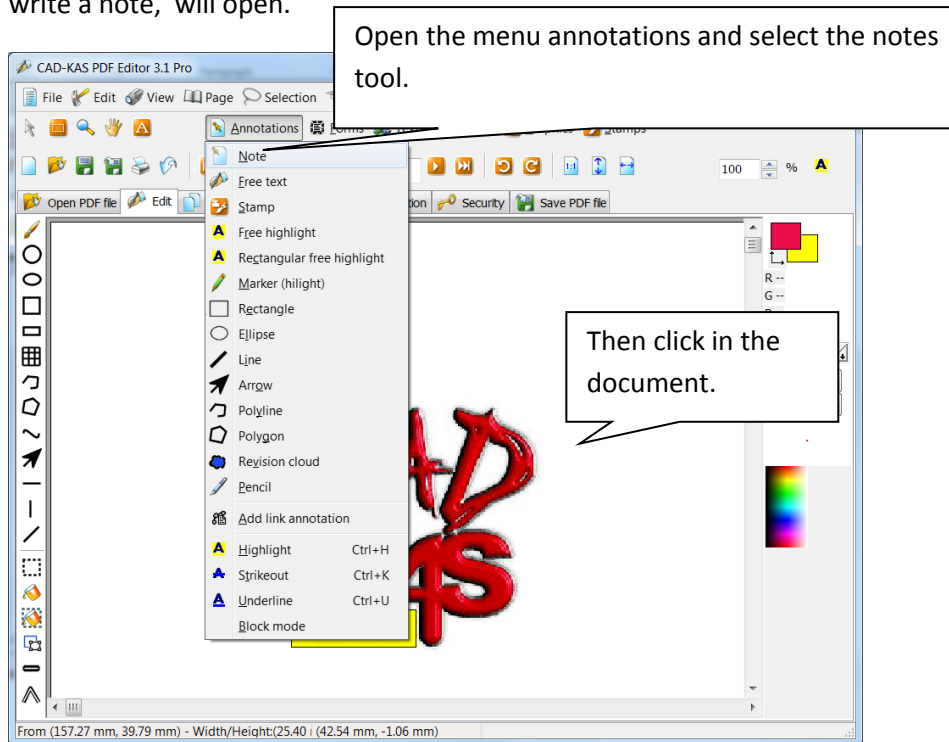 write a note, will open.
Open the menu annotations and select the notes
tool.
CAD-KAS PDF Editor 3.1 Pro
File Edit View Page Selection
Annotations
Stamps
100 %
Open PDF file Edit Security Save PDF file
Note
Free text
Stamp
Free highlight
Rectangular free highlight
Marker (hilight)
Rectangle
Ellipse
Line
Arrow
Polyline
Polygon
Revision cloud
Pencil
Add link annotation
Highlight Ctrl+H
Strikeout Ctrl+K
Underline Ctrl+U
Block mode
R --
G --
Then click in the
document.
From (157.27 mm, 39.79 mm) - Width/Height:(25.40 (42.54 mm, -1.06 mm)